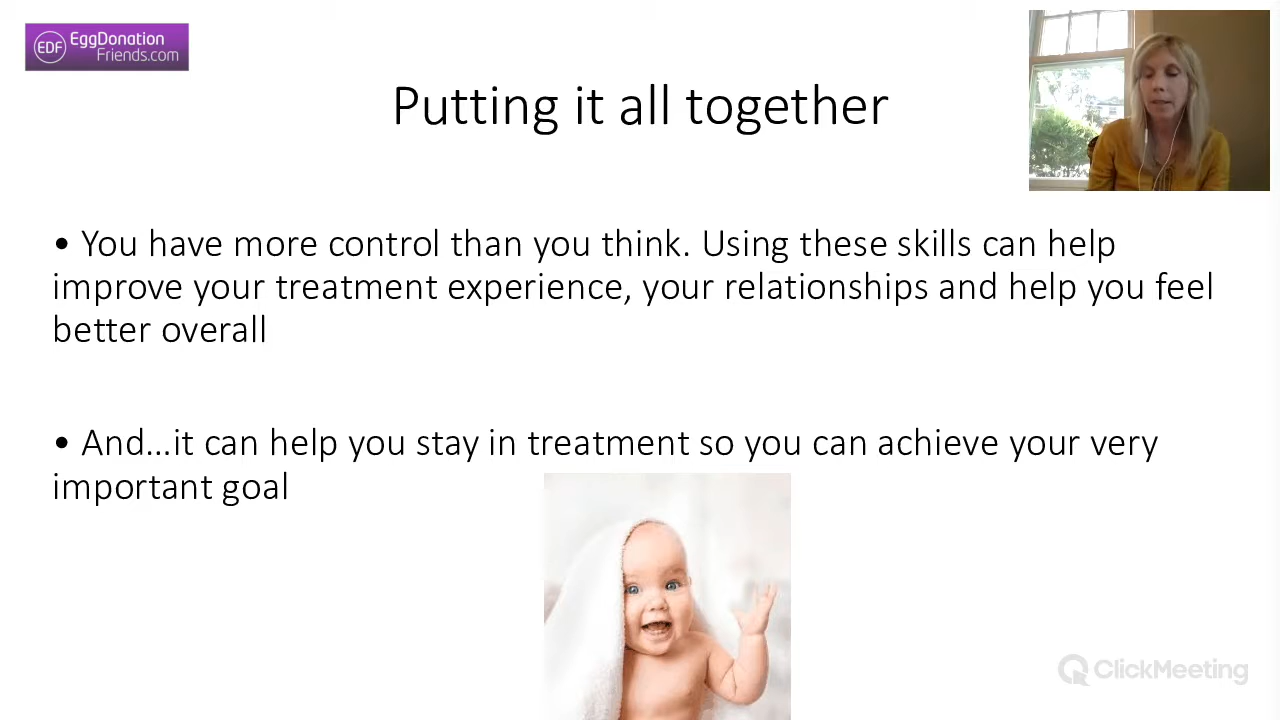 EDF EggDonation
Friends.com
Putting it all together
• You have more control than you think. Using these skills can help
improve your treatment experience, your relationships and help you feel
better overall
• And...it can help you stay in treatment so you can achieve your very
important goal
ClickMeeting